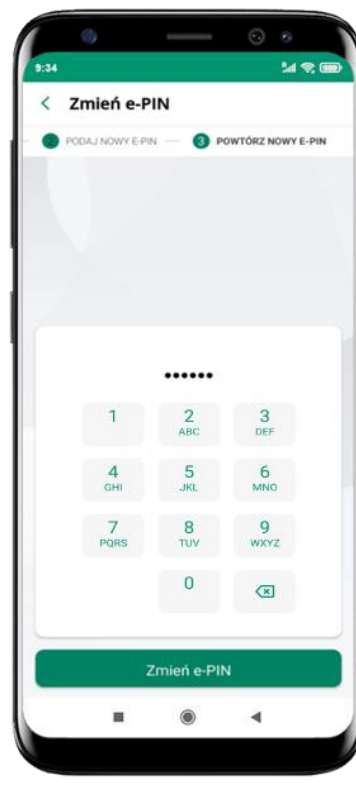 9:34
Zmień e-PIN
2 PODAJ NOWY E-PIN 3 POWTÓRZ NOWY E-PIN
••••••
1 2 3
ABC DEF
4 5 6
GHI JKL MNO
7 8 9
PQRS TUV WXYZ
0
Zmień e-PIN